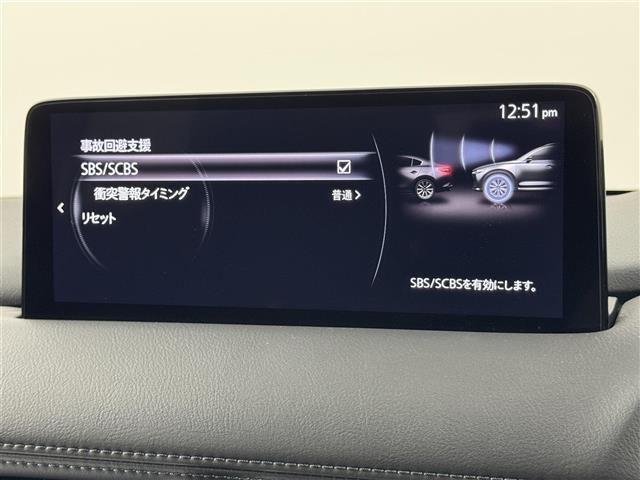 12:51 pm
事故回避支援
SBS/SCBS
衝突警報タイミング 普通
リセット
SBS/SCBSを有効にします。